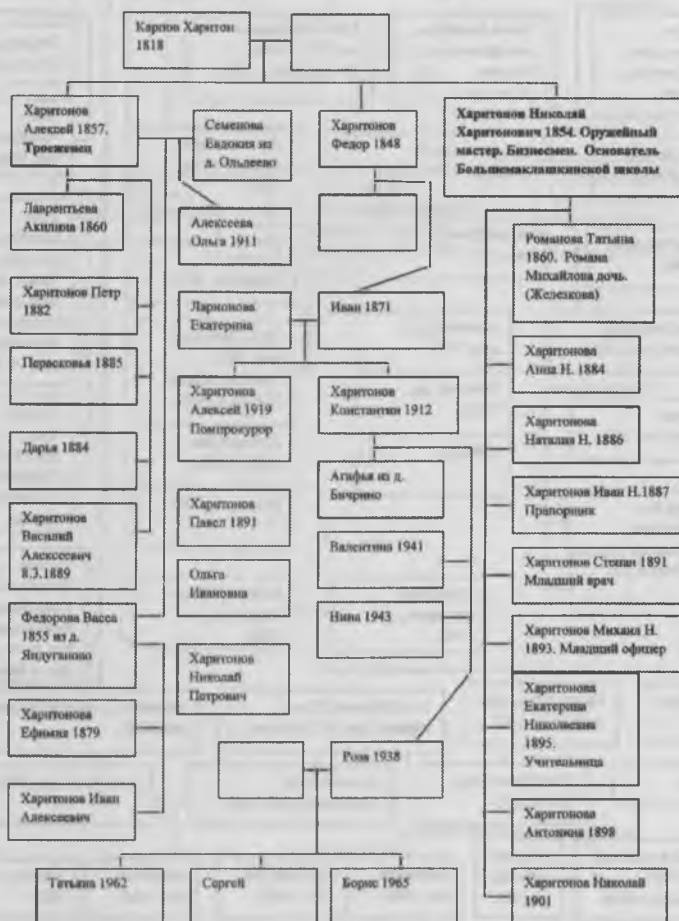 Карпов Харитон
1818
Харитонов
Алексей 1857.
Троеженец
Семенова
Евдокия из
д. Ольдеево
Харитонов
Федор 1848
Харитонов Николай
Харитонович 1854. Оружейный
мастер. Бизнесмен. Основатель
Большемаклашкинской школы
Лаврентьева
Акилина 1860
Алексеева
Ольга 1911
Романова Татьяна
1860. Романа
Михайлова дочь.
(Железкова)
Харитонов Петр
1882
Ларионова
Екатерина
Иван 1871
Харитонова
Анна Н. 1884
Перасковья 1885
Харитонов
Алексей 1919
Помпрокурор
Харитонов
Константин 1912
Харитонова
Наталия Н. 1886
Дарья 1884
Агафья из д.
Бичрино
Харитонов Иван Н.1887
Прапорщик
Харитонов
Василий
Алексеевич
8.3.1889
Харитонов
Павел 1891
Валентина 1941
Харитонов Степан 1891
Младший врач
Федорова Васса
1855 из д.
Яндуганово
Ольга
Ивановна
Нина 1943
Харитонов Михаил Н.
1893. Младший офицер
Харитонов
Николай
Петрович
Харитонова
Екатерина
Николаевна
1895.
Учительница
Харитонова
Ефимия 1879
Роза 1938
Харитонов Иван
Алексеевич
Харитонова
Антонина 1898
Татьяна 1962
Сергей
Борис 1965
Харитонов Николай
1901